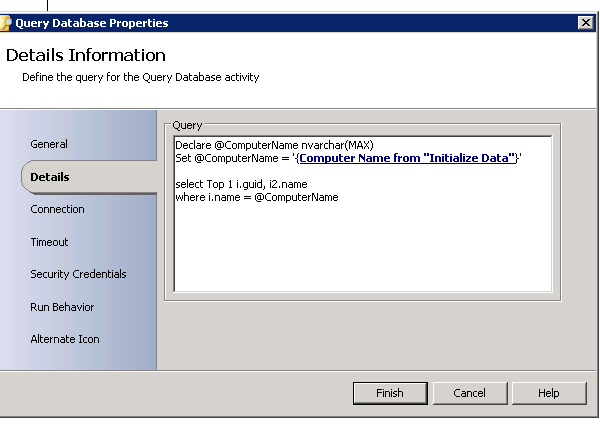 Query Database Properties
Details Information
Define the query for the Query Database activity
General
Details
Connection
Timeout
Security Credentials
Run Behavior
Alternate Icon
Query
Declare @ComputerName nvarchar(MAX)
Set @ComputerName = '{Computer Name from "Initialize Data"}'
select Top 1 i.guid, i2.name
where i.name = @ComputerName
Finish
Cancel
Help